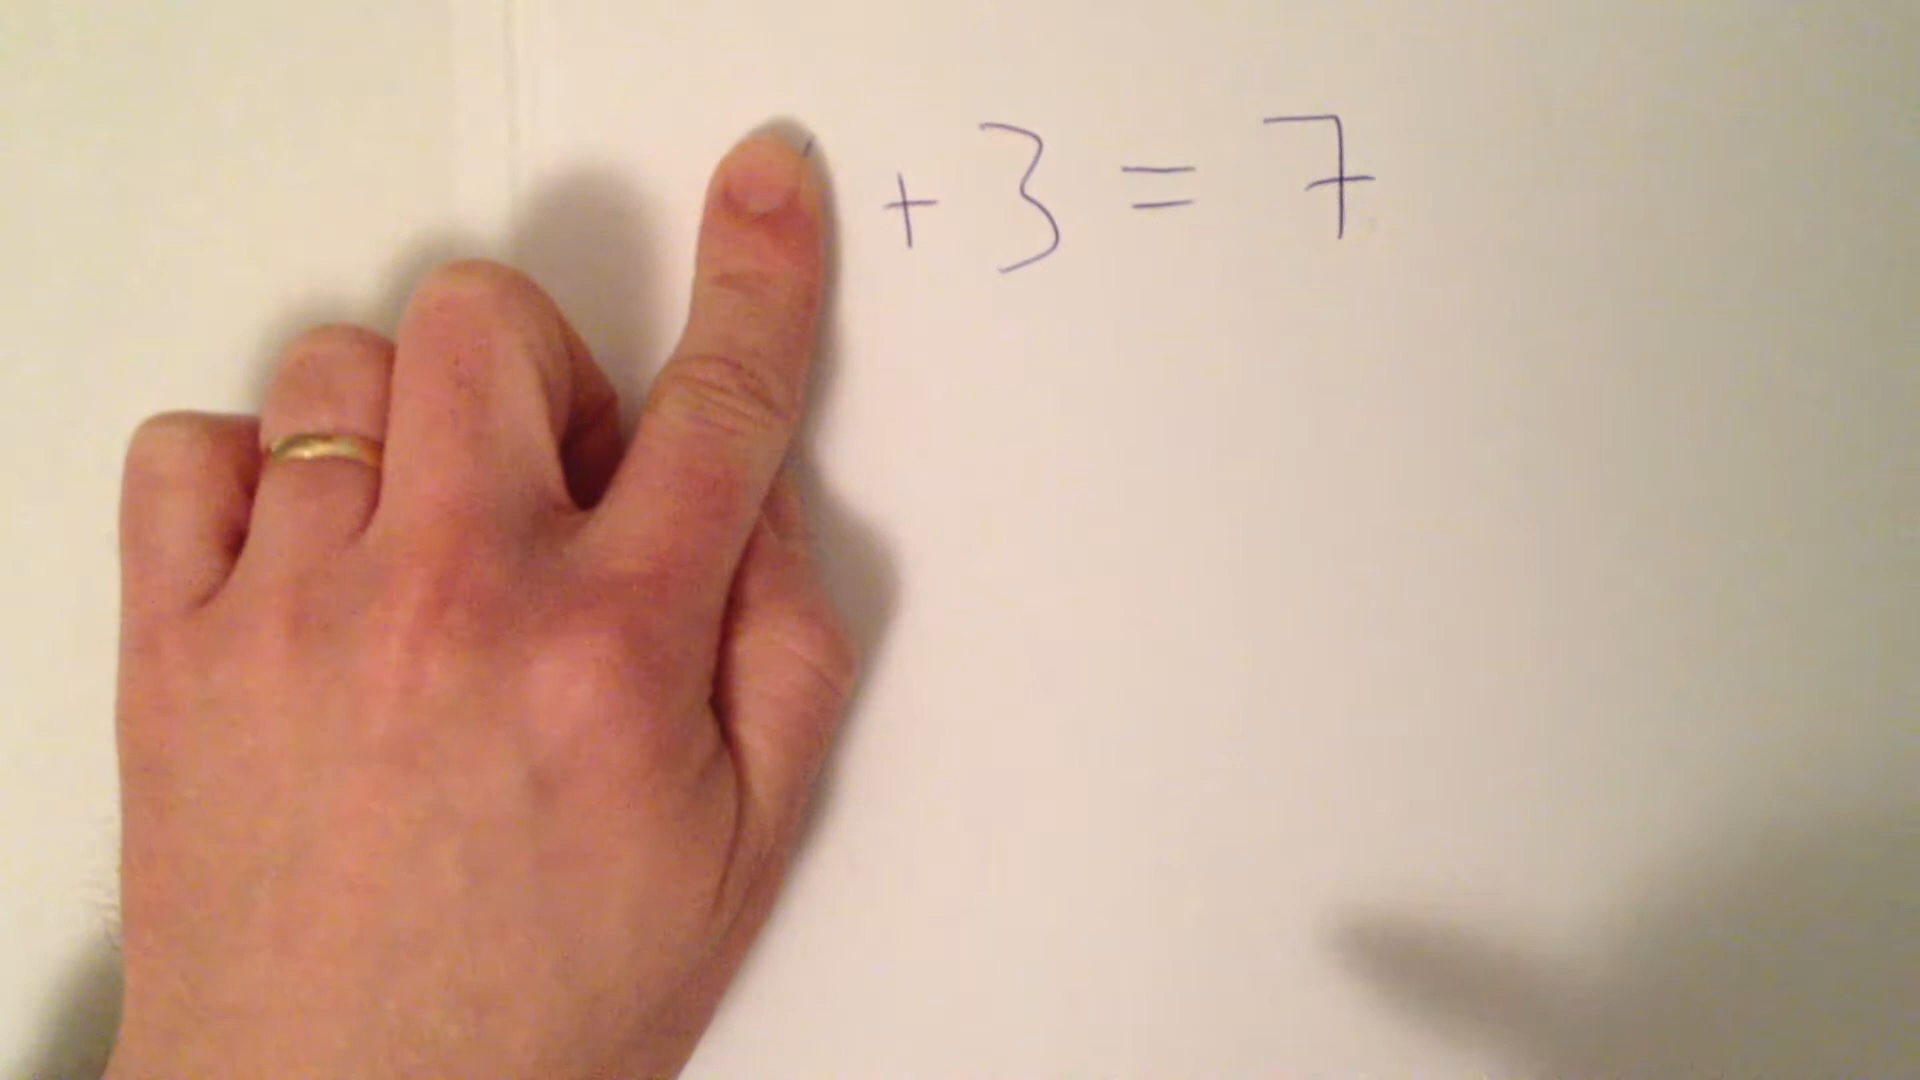 + 3 = 7